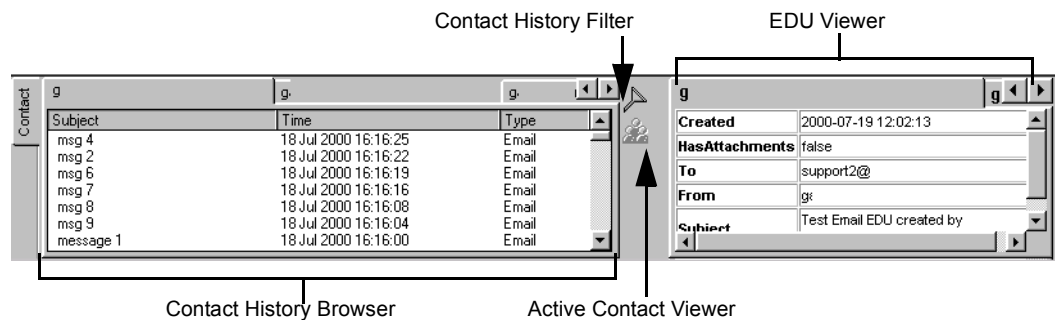 Contact History Filter
EDU Viewer
Contact
g
g.
g.
Subject Time Type
msg 4 18 Jul 2000 16:16:25 Email
msg 2 18 Jul 2000 16:16:22 Email
msg 6 18 Jul 2000 16:16:19 Email
msg 7 18 Jul 2000 16:16:16 Email
msg 8 18 Jul 2000 16:16:08 Email
msg 9 18 Jul 2000 16:16:04 Email
message 1 18 Jul 2000 16:16:00 Email
g
g
Created 2000-07-19 12:02:13
HasAttachments false
To support2@
From
Subject Test Email EDU created by
Contact History Browser
Active Contact Viewer